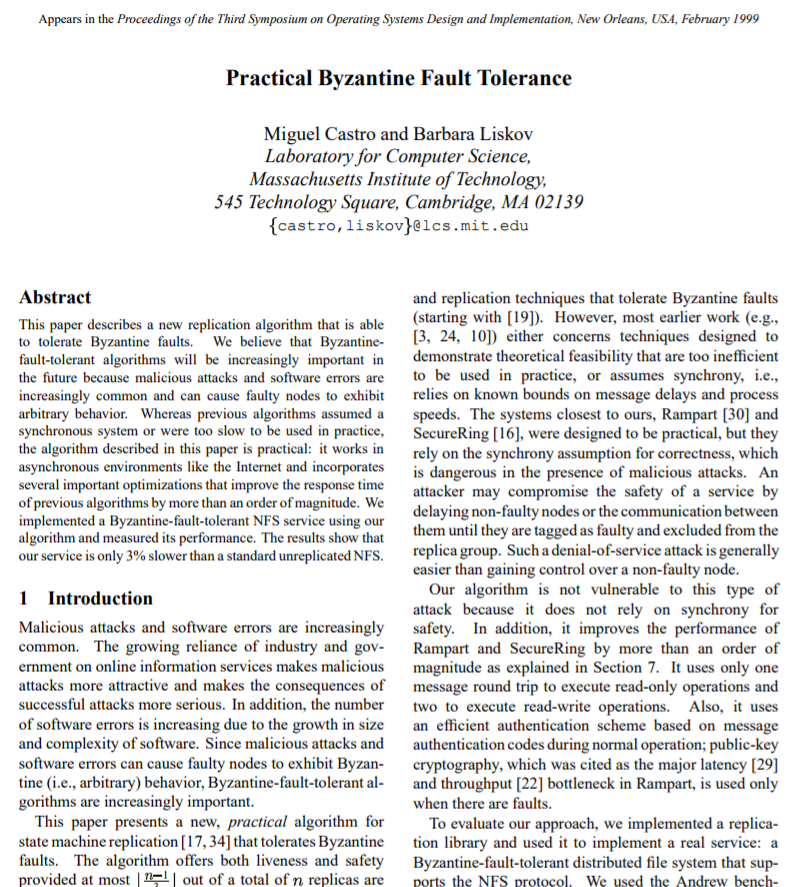 Appears in the Proceedings of the Third Symposium on Operating Systems Design and Implementation, New Orleans, USA, February 1999
Practical Byzantine Fault Tolerance
Miguel Castro and Barbara Liskov
Laboratory for Computer Science,
Massachusetts Institute of Technology,
545 Technology Square, Cambridge, MA 02139
{castro,liskov}@lcs.mit.edu
Abstract
This paper describes a new replication algorithm that is able
to tolerate Byzantine faults. We believe that Byzantine-
fault-tolerant algorithms will be increasingly important in
the future because malicious attacks and software errors are
increasingly common and can cause faulty nodes to exhibit
arbitrary behavior. Whereas previous algorithms assumed a
synchronous system or were too slow to be used in practice,
the algorithm described in this paper is practical: it works in
asynchronous environments like the Internet and incorporates
several important optimizations that improve the response time
of previous algorithms by more than an order of magnitude. We
implemented a Byzantine-fault-tolerant NFS service using our
algorithm and measured its performance. The results show that
our service is only 3% slower than a standard unreplicated NFS.
1 Introduction
Malicious attacks and software errors are increasingly
common. The growing reliance of industry and gov-
ernment on online information services makes malicious
attacks more attractive and makes the consequences of
successful attacks more serious. In addition, the number
of software errors is increasing due to the growth in size
and complexity of software. Since malicious attacks and
software errors can cause faulty nodes to exhibit Byzan-
tine (i.e., arbitrary) behavior, Byzantine-fault-tolerant al-
gorithms are increasingly important.
This paper presents a new, practical algorithm for
state machine replication [17, 34] that tolerates Byzantine
faults. The algorithm offers both liveness and safety
provided at most ⌊n−1/3⌋ out of a total of n replicas are
and replication techniques that tolerate Byzantine faults
(starting with [19]). However, most earlier work (e.g.,
[3, 24, 10]) either concerns techniques designed to
demonstrate theoretical feasibility that are too inefficient
to be used in practice, or assumes synchrony, i.e.,
relies on known bounds on message delays and process
speeds. The systems closest to ours, Rampart [30] and
SecureRing [16], were designed to be practical, but they
rely on the synchrony assumption for correctness, which
is dangerous in the presence of malicious attacks. An
attacker may compromise the safety of a service by
delaying non-faulty nodes or the communication between
them until they are tagged as faulty and excluded from the
replica group. Such a denial-of-service attack is generally
easier than gaining control over a non-faulty node.
Our algorithm is not vulnerable to this type of
attack because it does not rely on synchrony for
safety. In addition, it improves the performance of
Rampart and SecureRing by more than an order of
magnitude as explained in Section 7. It uses only one
message round trip to execute read-only operations and
two to execute read-write operations. Also, it uses
an efficient authentication scheme based on message
authentication codes during normal operation; public-key
cryptography, which was cited as the major latency [29]
and throughput [22] bottleneck in Rampart, is used only
when there are faults.
To evaluate our approach, we implemented a replica-
tion library and used it to implement a real service: a
Byzantine-fault-tolerant distributed file system that sup-
ports the NFS protocol. We used the Andrew bench-